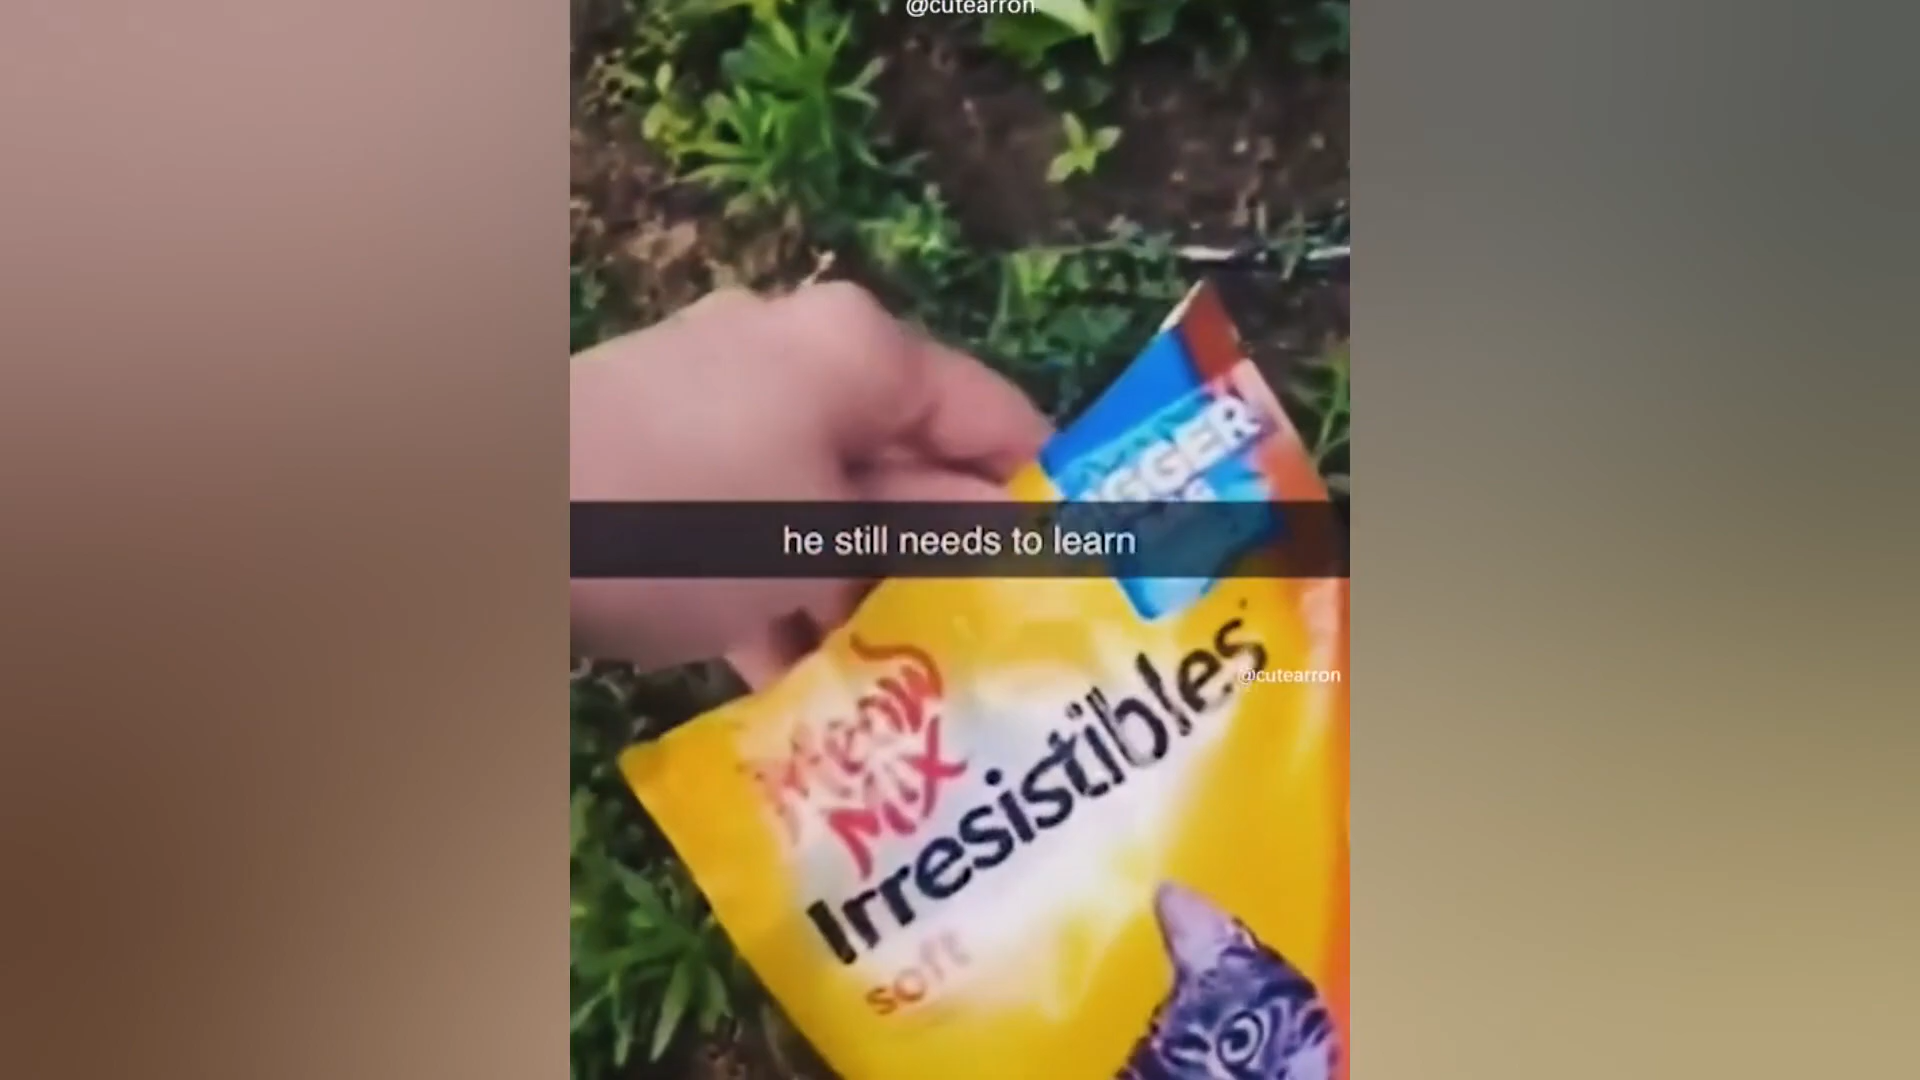 @cutearron
he still needs to learn
@cutearron
Meow
Mix
Irresistibles
soft